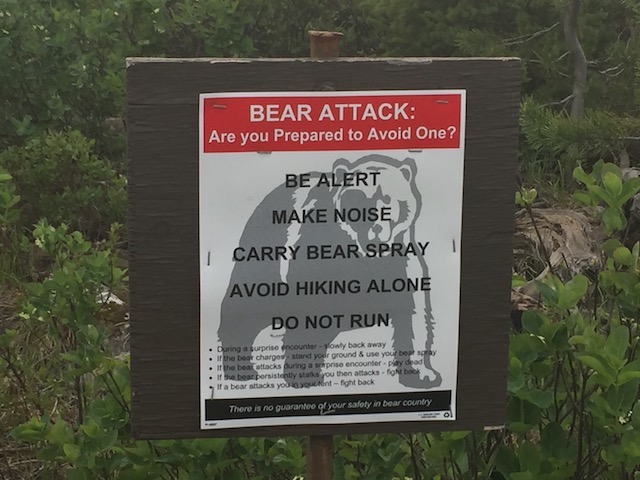 BEAR ATTACK:
Are you Prepared to Avoid One?
BE ALERT
MAKE NOISE
CARRY BEAR SPRAY
AVOID HIKING ALONE
DO NOT RUN
• During a surprise encounter - slowly back away
• If the bear charges - stand your ground & use your bear spray
• If the bear attacks during a surprise encounter - play dead
• If the bear persistently stalks you then attacks - fight back
• If a bear attacks you in your tent – fight back
There is no guarantee of your safety in bear country